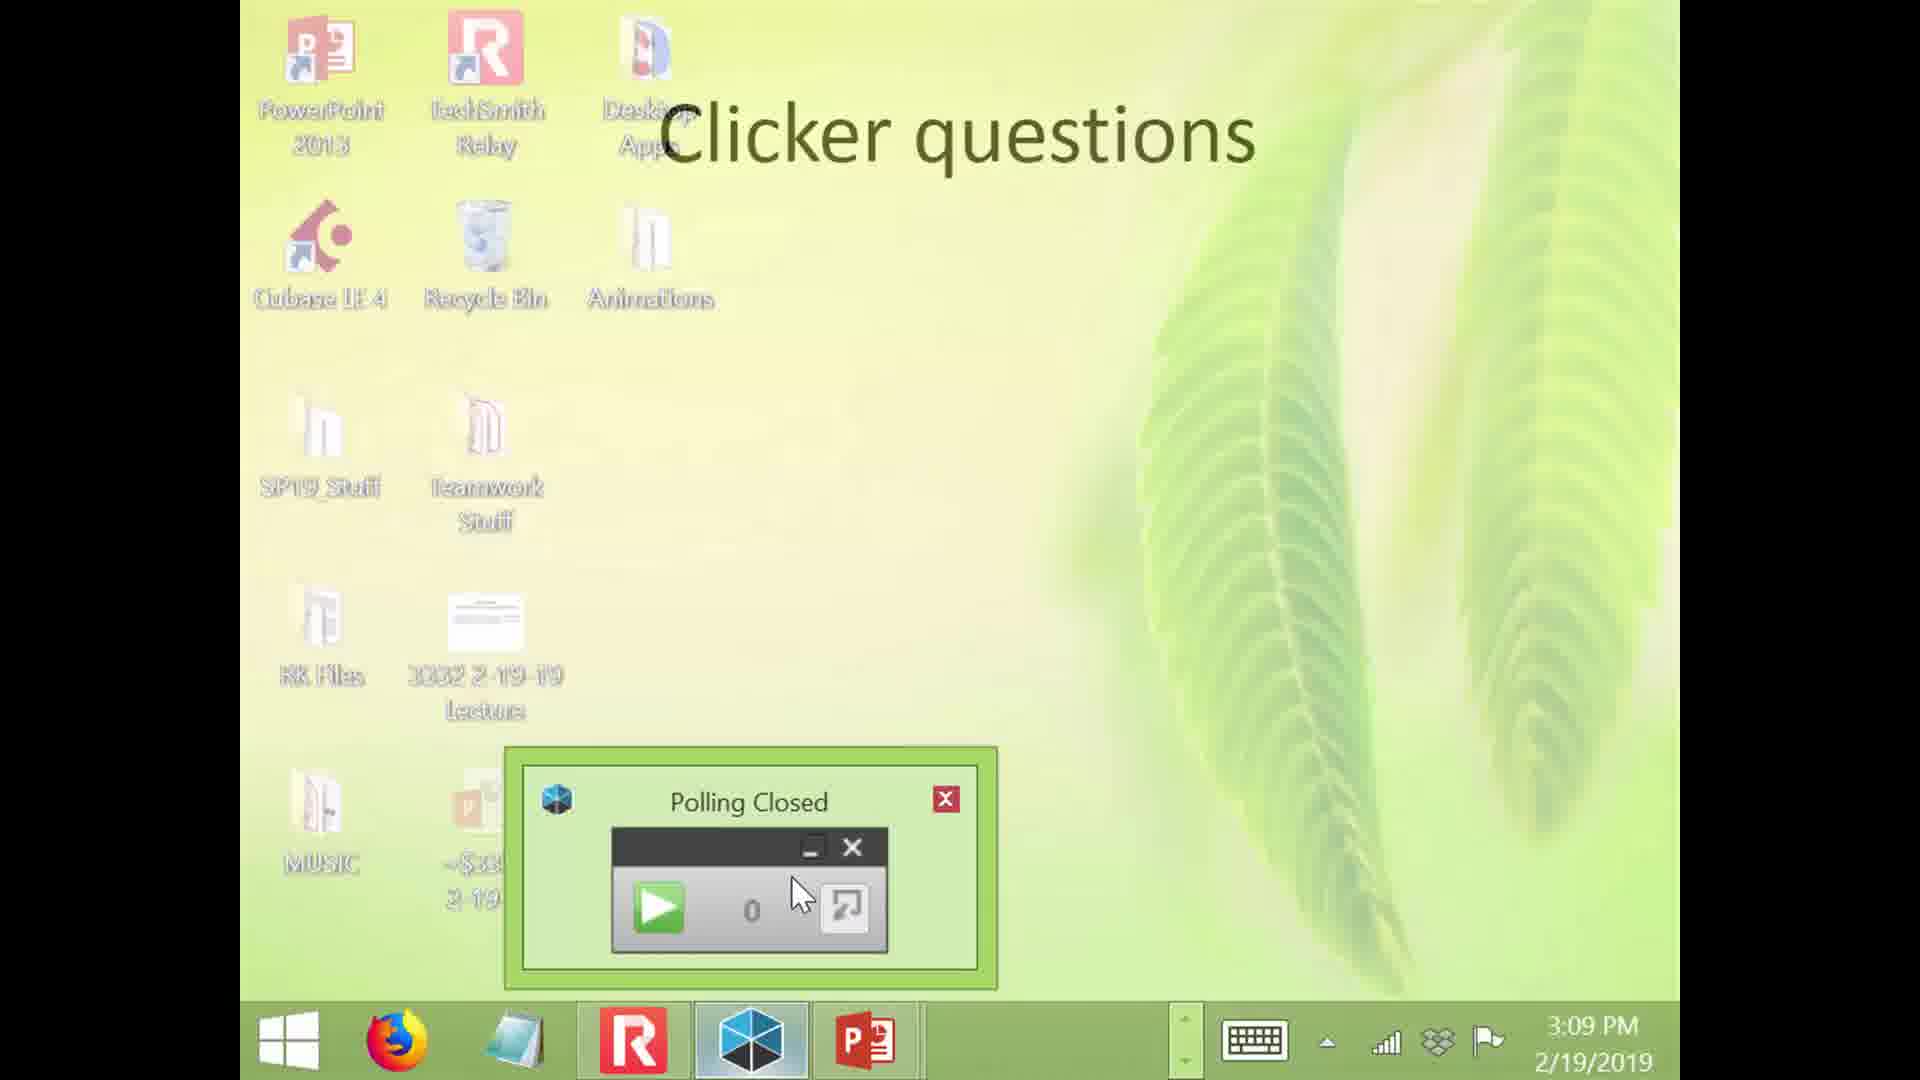 PowerPoint
2013
TechSmith
Relay
Desktop
Apps
Clicker questions
Cubase LE 4
Recycle Bin
Animations
SP19_Stuff
Teamwork
Stuff
RK Files
3332 2-19-19
Lecture
MUSIC
~$33
2-19-
Polling Closed
0
3:09 PM
2/19/2019